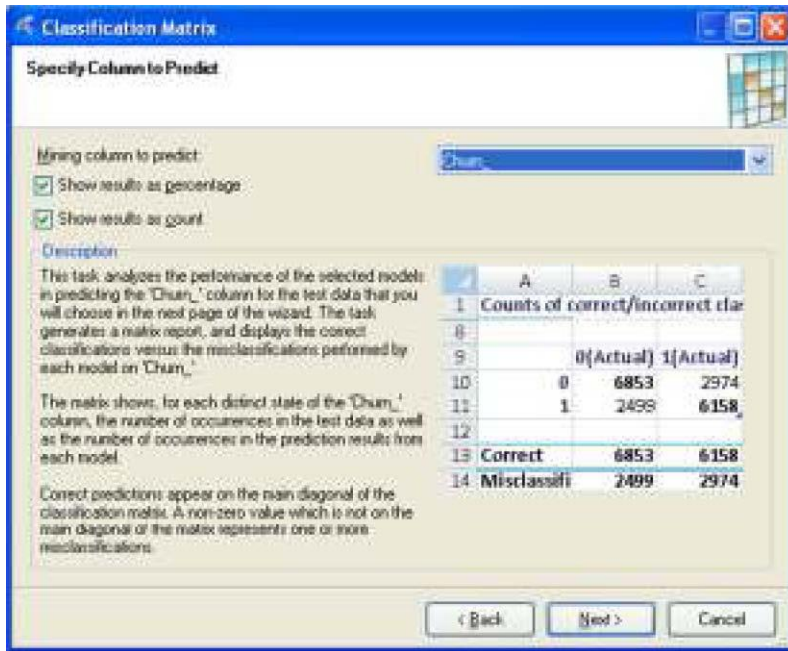 Classification Matrix
Specify Column to Predict
Mining column to predict:
Churn_
Show results as percentage
Show results as count
Description
This task analyzes the performance of the selected models
in predicting the 'Churn_' column for the test data that you
will choose in the next page of the wizard. The task
generates a matrix report, and displays the correct
classifications versus the misclassifications performed by
each model on 'Churn_'
The matrix shows, for each distinct state of the 'Churn_'
column, the number of occurrences in the test data as well
as the number of occurrences in the prediction results from
each model.
Correct predictions appear on the main diagonal of the
classification matrix. A non-zero value which is not on the
main diagonal of the matrix represents one or more
misclassifications.
A B C
1 Counts of correct/incorrect clas
8
9 0(Actual) 1(Actual)
10 0 6853 2974
11 1 2499 6158
12
13 Correct 6853 6158
14 Misclassifi 2499 2974
< Back Next > Cancel